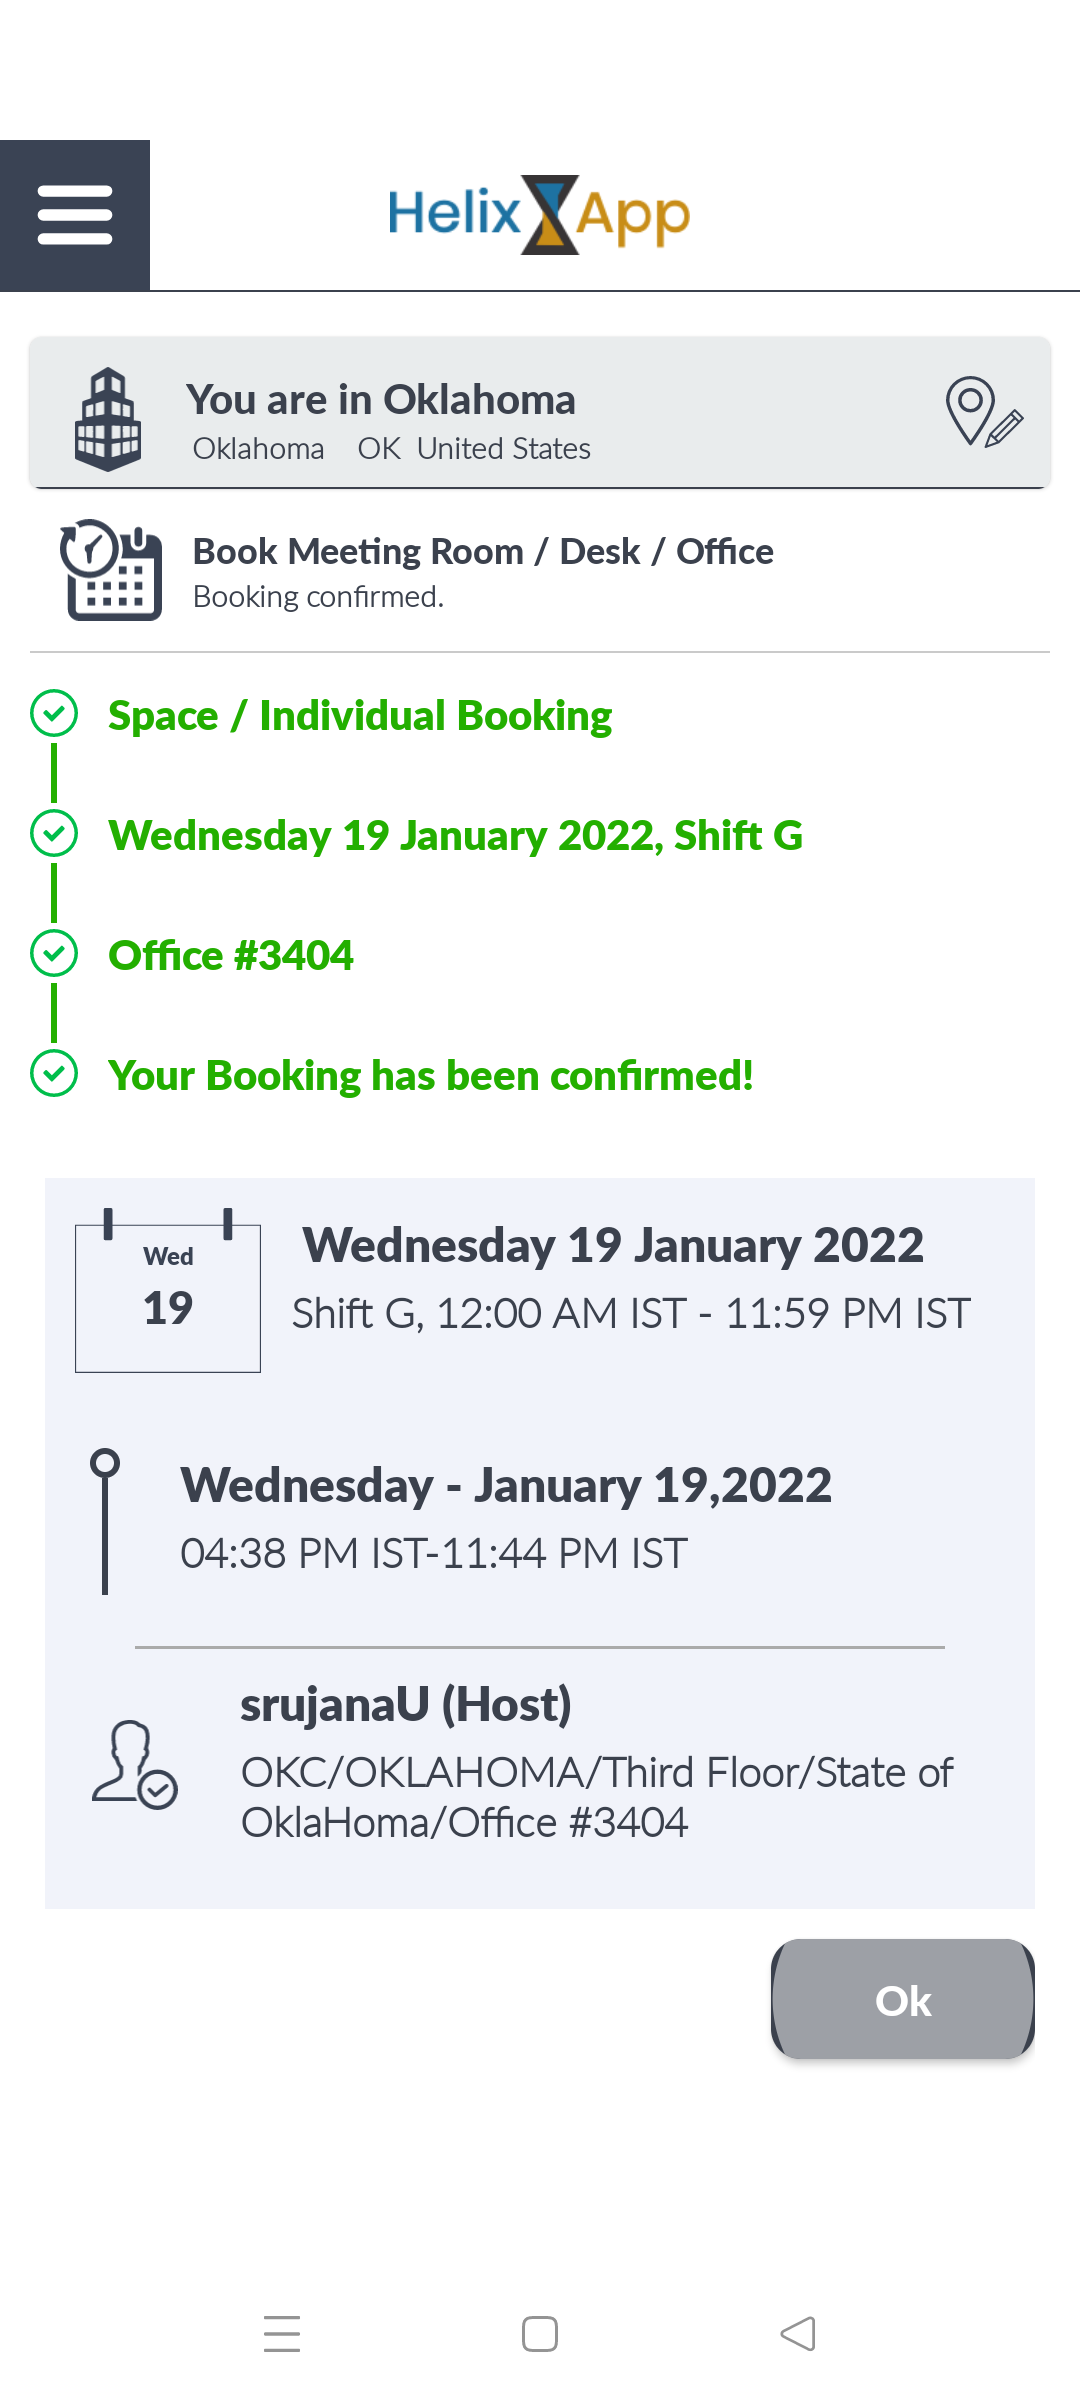 Helix App
You are in Oklahoma
Oklahoma OK United States
Book Meeting Room / Desk / Office
Booking confirmed.
Space / Individual Booking
Wednesday 19 January 2022, Shift G
Office #3404
Your Booking has been confirmed!
Wed
19
Wednesday 19 January 2022
Shift G, 12:00 AM IST - 11:59 PM IST
Wednesday - January 19,2022
04:38 PM IST-11:44 PM IST
srujanaU (Host)
OKC/OKLAHOMA/Third Floor/State of
OklaHoma/Office #3404
Ok